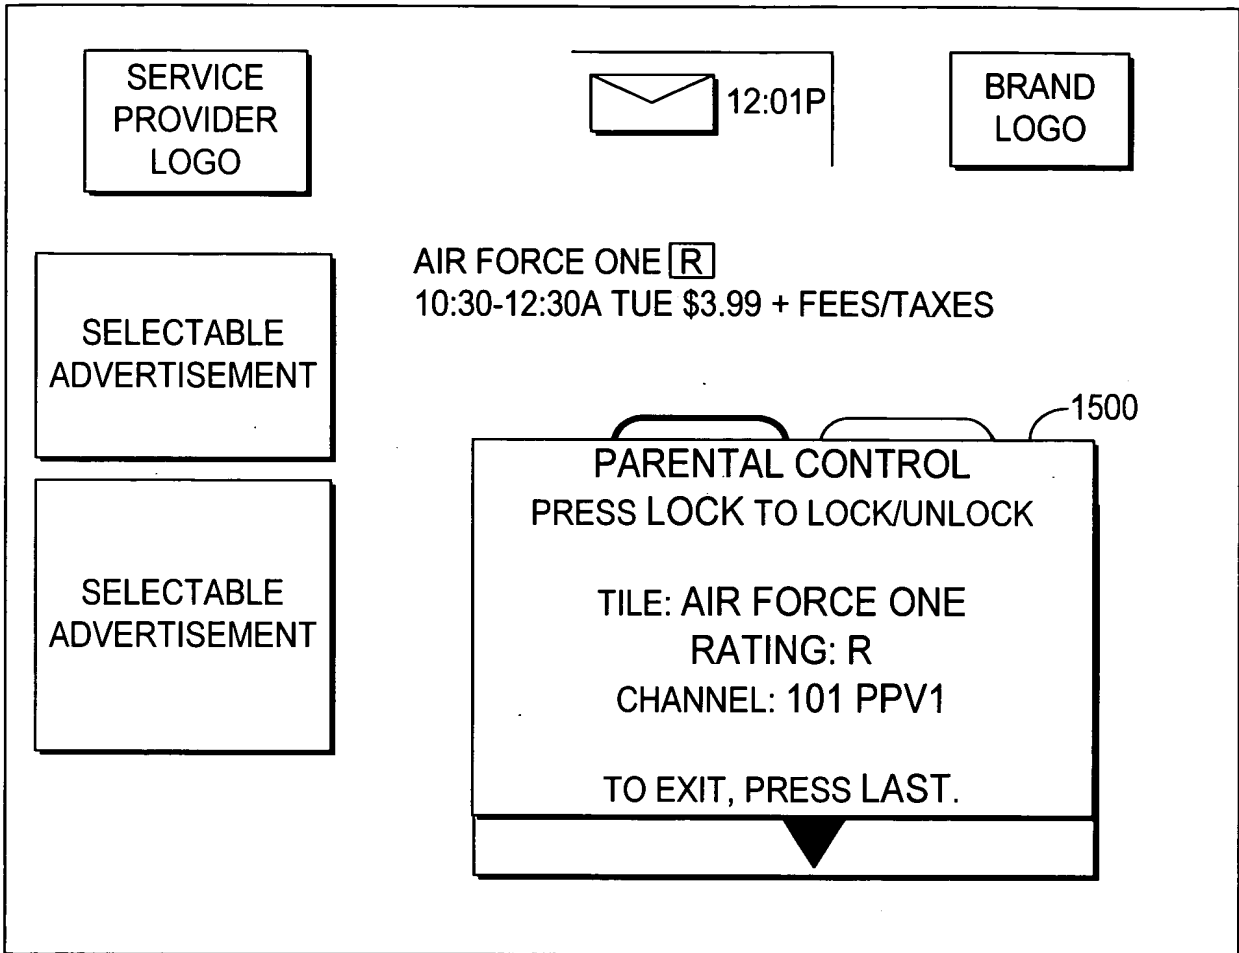 SERVICE
PROVIDER
LOGO
12:01P
BRAND
LOGO
AIR FORCE ONE R
10:30-12:30A TUE $3.99 + FEES/TAXES
SELECTABLE
ADVERTISEMENT
SELECTABLE
ADVERTISEMENT
1500
PARENTAL CONTROL
PRESS LOCK TO LOCK/UNLOCK
TILE: AIR FORCE ONE
RATING: R
CHANNEL: 101 PPV1
TO EXIT, PRESS LAST.